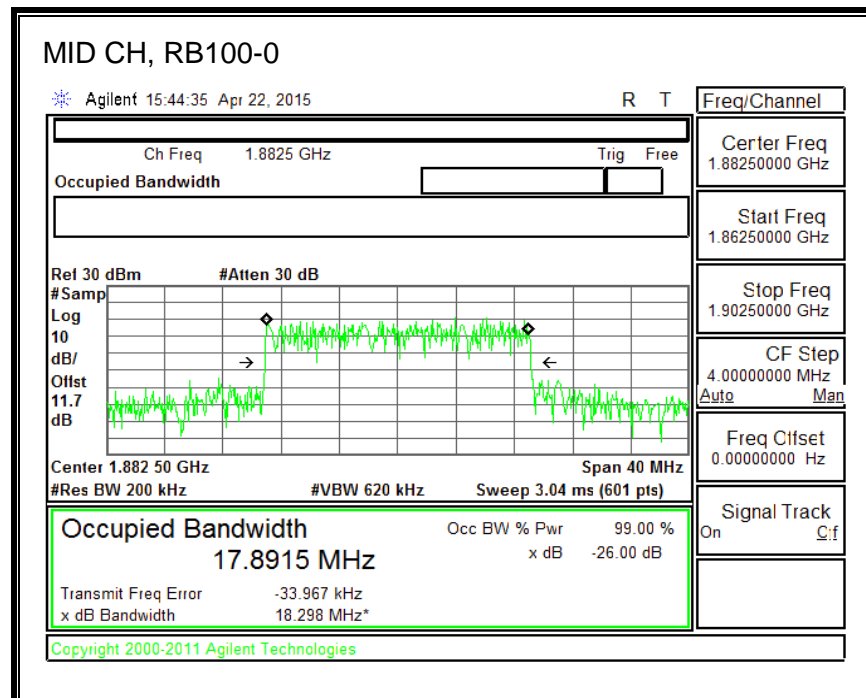 MID CH, RB100-0
Agilent 15:44:35 Apr 22, 2015 R T
Ch Freq 1.8825 GHz Trig Free
Occupied Bandwidth
Ref 30 dBm #Atten 30 dB
#Samp
Log
10
dB/
Offst
11.7
dB
Center 1.882 50 GHz Span 40 MHz
#Res BW 200 kHz #VBW 620 kHz Sweep 3.04 ms (601 pts)
Occupied Bandwidth Occ BW % Pwr 99.00 %
17.8915 MHz x dB -26.00 dB
Transmit Freq Error -33.967 kHz
x dB Bandwidth 18.298 MHz*
Copyright 2000-2011 Agilent Technologies
Freq/Channel
Center Freq
1.88250000 GHz
Start Freq
1.86250000 GHz
Stop Freq
1.90250000 GHz
CF Step
4.00000000 MHz
Auto Man
Freq Offset
0.00000000 Hz
Signal Track
On Off